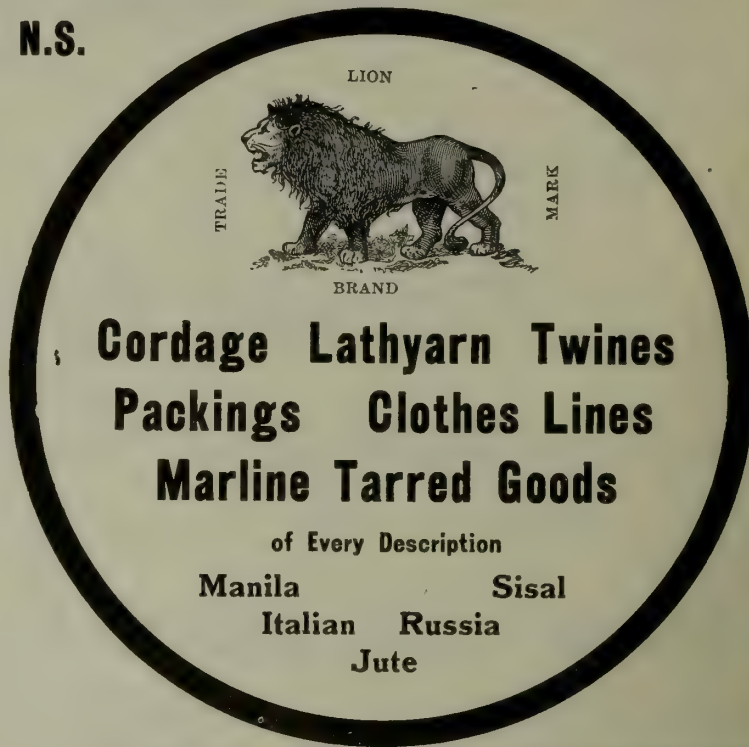 N.S.
LION
TRADE
MARK
BRAND
Cordage Lathyarn Twines
Packings Clothes Lines
Marline Tarred Goods
of Every Description
Manila Sisal
Italian Russia
Jute